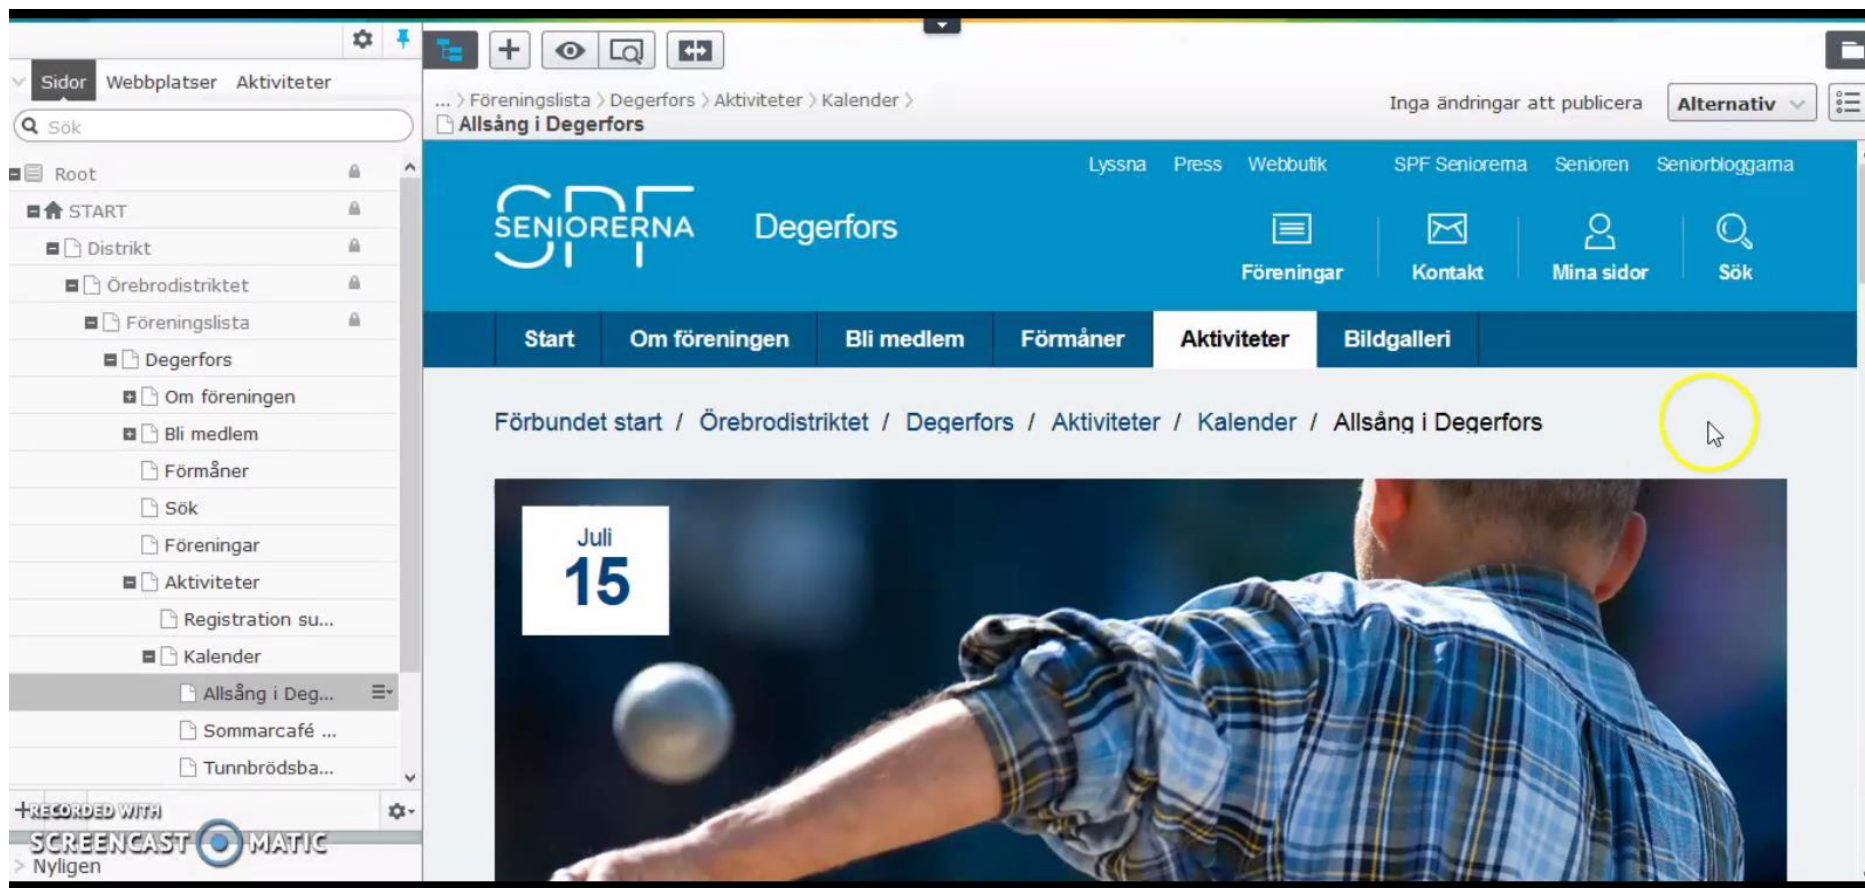 Sidor Webbplatser Aktiviteter
Sök
Root
START
Distrikt
Örebrodistriktet
Föreningslista
Degerfors
Om föreningen
Bli medlem
Förmåner
Sök
Föreningar
Aktiviteter
Registration su...
Kalender
Allsång i Deg...
Sommarcafé ...
Tunnbrödsba...
RECORDED WITH
SCREENCAST MATIC
> Nyligen
... > Föreningslista > Degerfors > Aktiviteter > Kalender >
Allsång i Degerfors
Inga ändringar att publicera
Alternativ
Lyssna Press Webbutik SPF Seniorerna Senioren Seniorbloggarna
SPF
SENIORERNA
Degerfors
Föreningar Kontakt Mina sidor Sök
Start Om föreningen Bli medlem Förmåner Aktiviteter Bildgalleri
Förbundet start / Örebrodistriktet / Degerfors / Aktiviteter / Kalender / Allsång i Degerfors
Juli
15